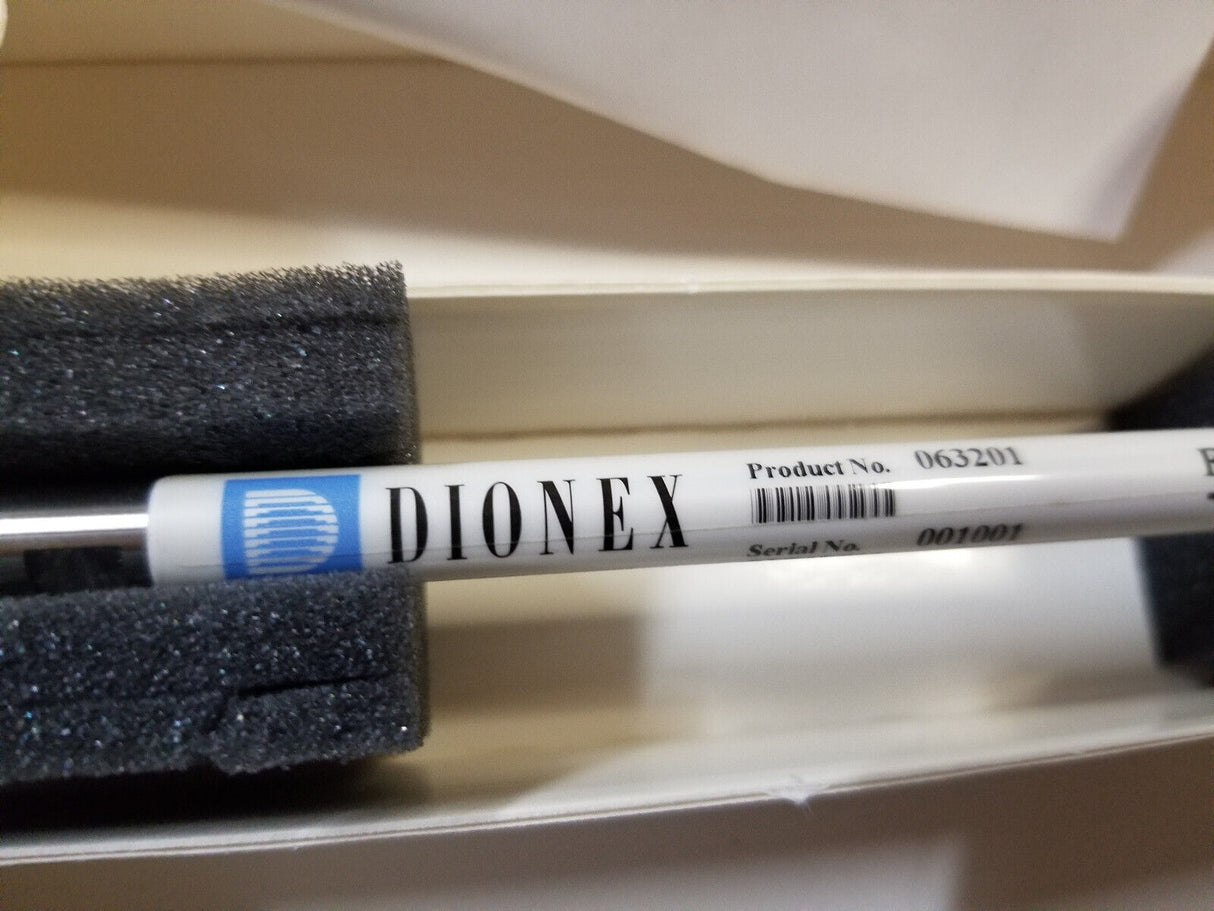 DIONEX
Product No. 063201
Serial No. 001001